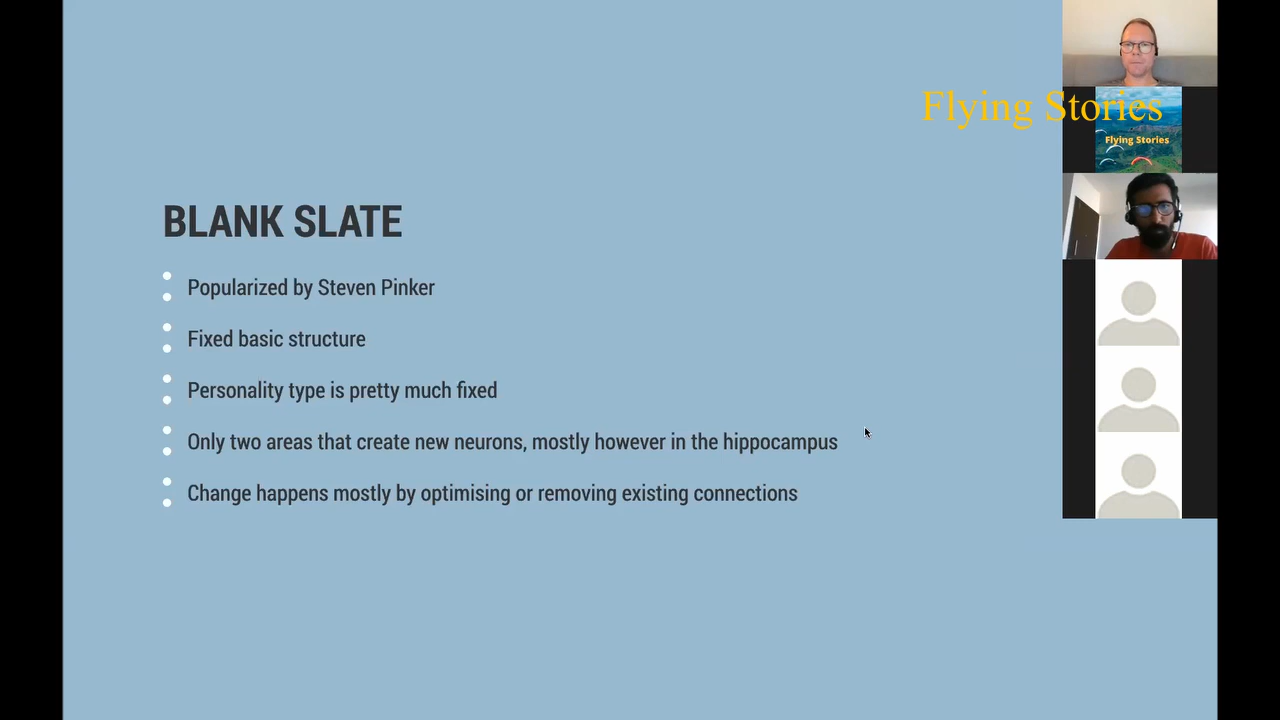 Flying Stories
Flying Stories
BLANK SLATE
Popularized by Steven Pinker
Fixed basic structure
Personality type is pretty much fixed
Only two areas that create new neurons, mostly however in the hippocampus
Change happens mostly by optimising or removing existing connections